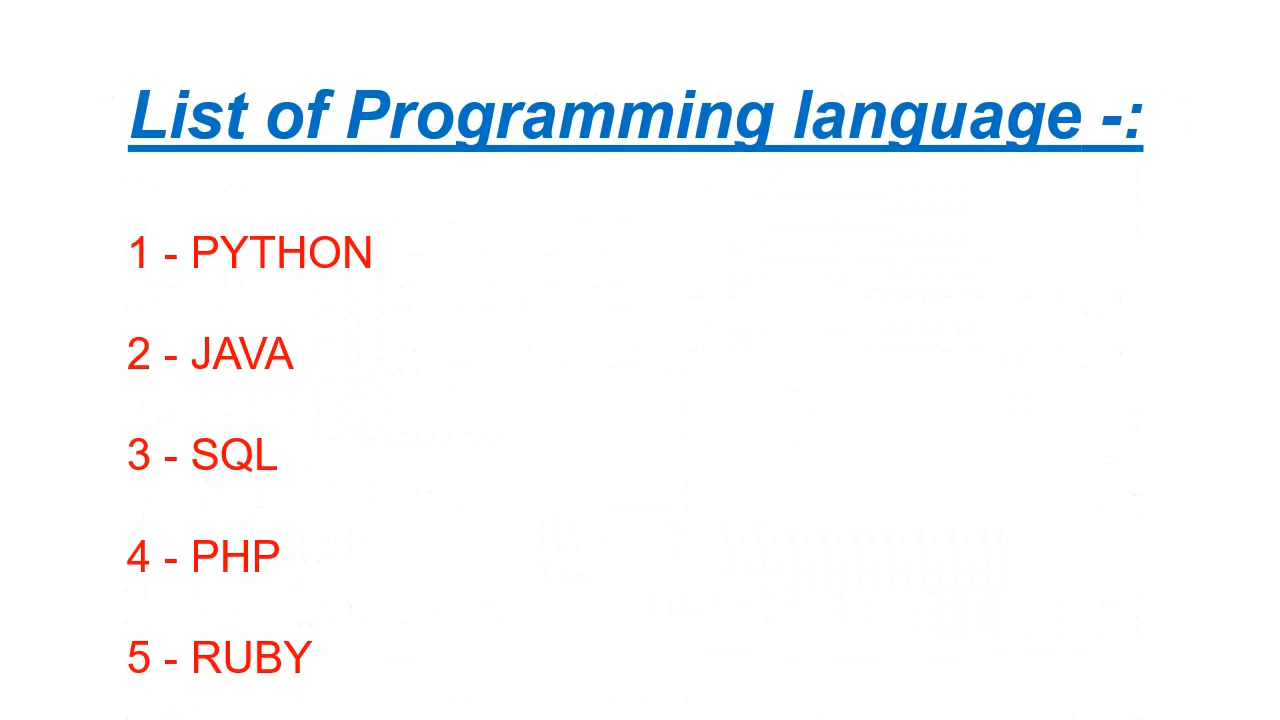 List of Programming language -:
1 - PYTHON
2 - JAVA
3 - SQL
4 - PHP
5 - RUBY